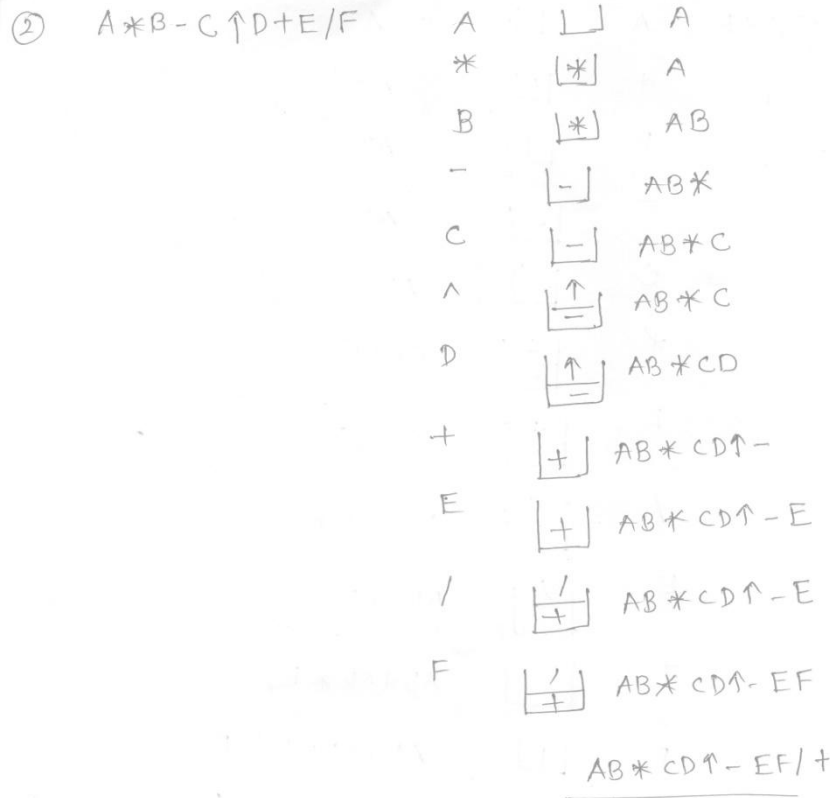 ② A*B-C↑D+E/F A A
* * A
B * AB
- - AB*
C - AB*C
^ ↑ - AB*C
D ↑ - AB*CD
+ + AB*CD↑-
E + AB*CD↑-E
/ / + AB*CD↑-E
F / + AB*CD↑-EF
AB*CD↑-EF/+